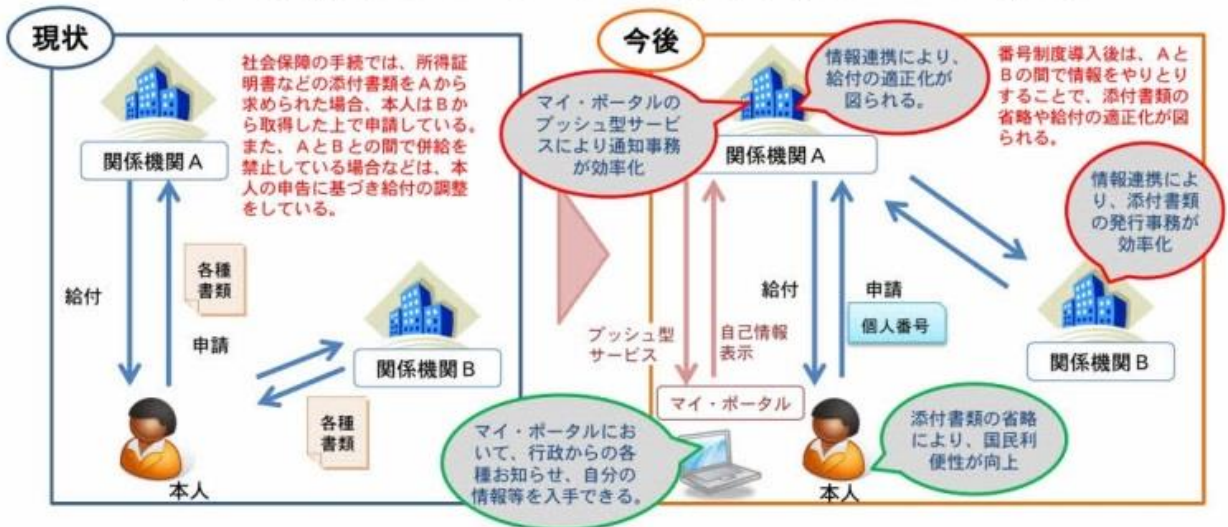 現状
社会保障の手続では、所得証
明書などの添付書類をAから
求められた場合、本人はBか
ら取得した上で申請している。
また、AとBとの間で併給を
禁止している場合などは、本
人の申告に基づき給付の調整
をしている。
関係機関A
給付
各種
書類
申請
関係機関B
各種
書類
本人
今後
マイ・ポータルの
プッシュ型サービ
スにより通知事務
が効率化
情報連携により、
給付の適正化が
図られる。
番号制度導入後は、Aと
Bの間で情報をやりとり
することで、添付書類の
省略や給付の適正化が図
られる。
関係機関A
情報連携によ
り、添付書類
の発行事務が
効率化
給付
申請
個人番号
プッシュ型
サービス
自己情報
表示
関係機関B
マイ・ポータル
マイ・ポータルにお
いて、行政からの各
種お知らせ、自分の
情報等を入手できる。
添付書類の省略
により、国民利
便性が向上
本人